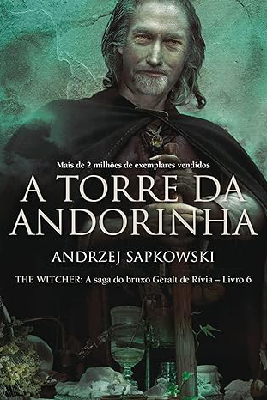 Mais de 2 milhões de exemplares vendidos
A TORRE DA
ANDORINHA
ANDRZEJ SAPKOWSKI
THE WITCHER: A saga do bruxo Geralt de Rívia – Livro 6